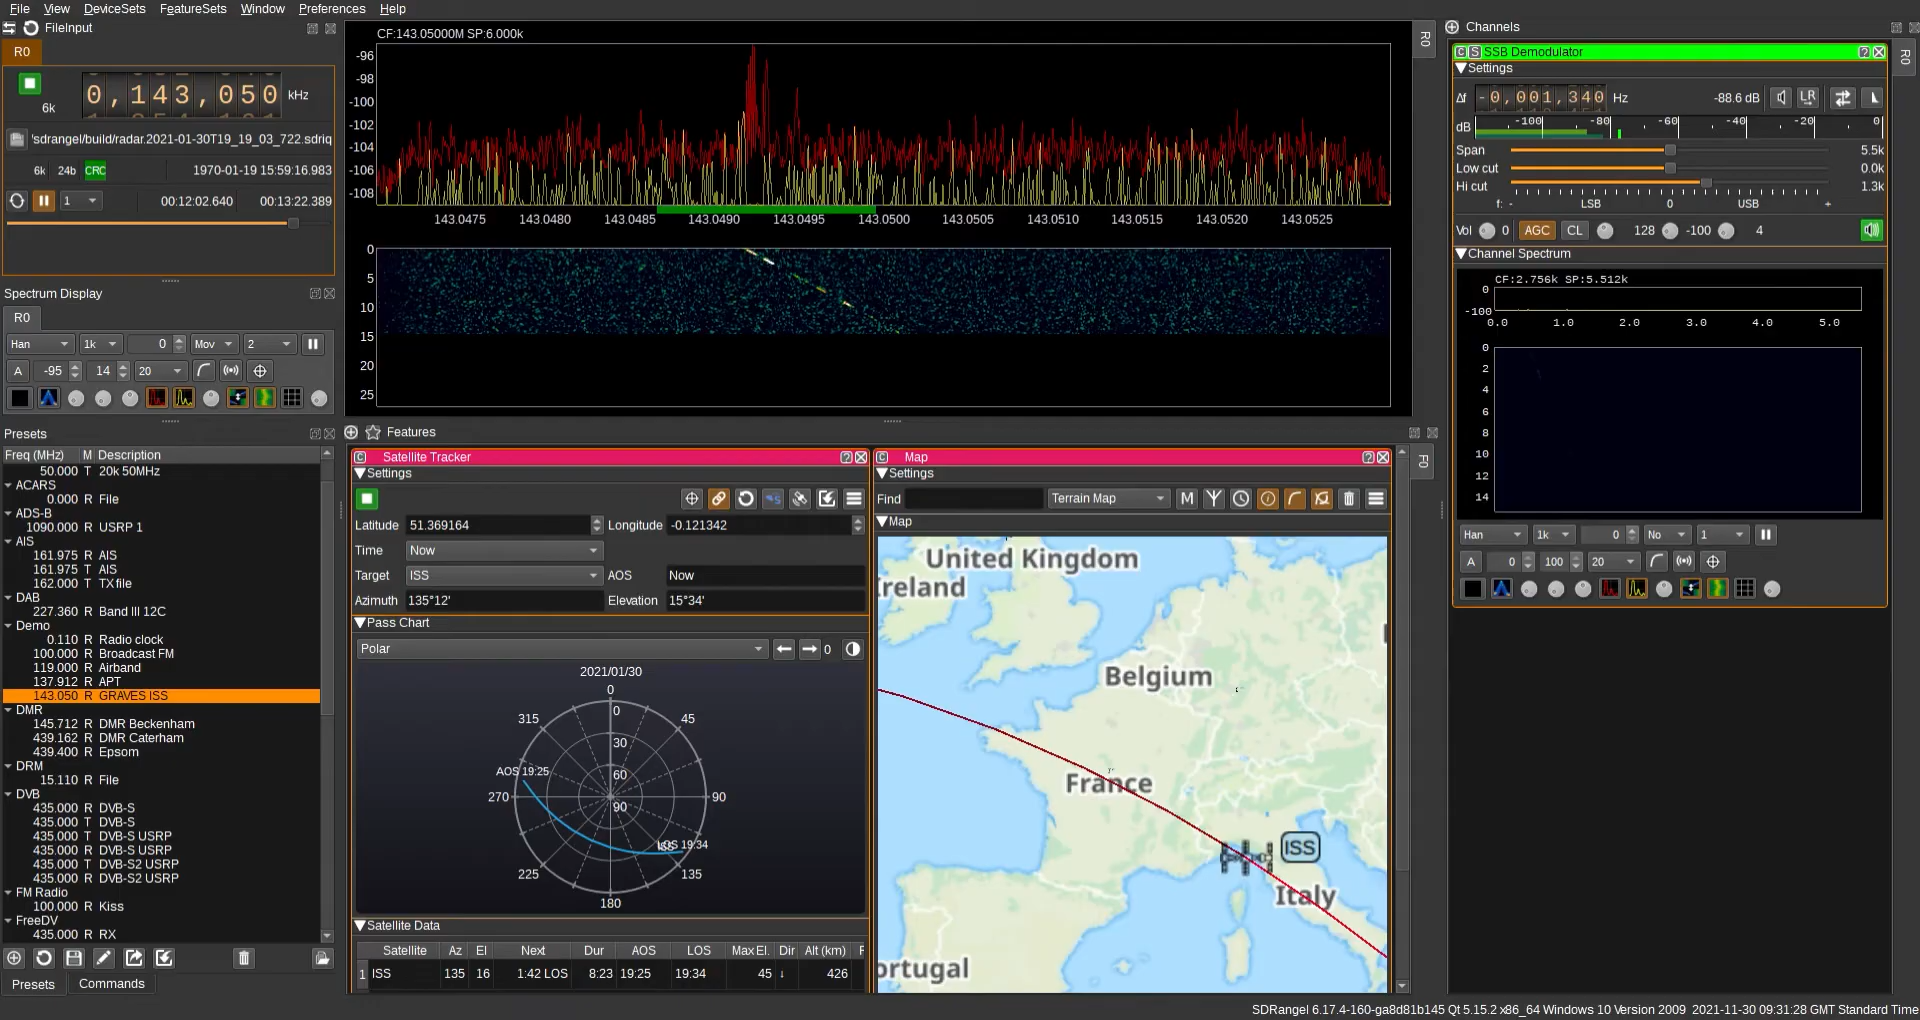 File View DeviceSets FeatureSets Window Preferences Help
FileInput
R0
6k
0,143,050 kHz
'sdrangel/build/radar.2021-01-30T19_19_03_722.sdriq
6k 24b CRC 1970-01-19 15:59:16.983
1 00:12:02.640 00:13:22.389
Spectrum Display
R0
Han 1k 0 Mov 2
A -95 14 20
Presets
Freq (MHz) M Description
50.000 T 20k 50MHz
ACARS
0.000 R File
ADS-B
1090.000 R USRP 1
AIS
161.975 R AIS
161.975 T AIS
162.000 T TX file
DAB
227.360 R Band III 12C
Demo
0.110 R Radio clock
100.000 R Broadcast FM
119.000 R Airband
137.912 R APT
143.050 R GRAVES ISS
DMR
145.712 R DMR Beckenham
439.162 R DMR Caterham
439.400 R Epsom
DRM
15.110 R File
DVB
435.000 R DVB-S
435.000 T DVB-S
435.000 R DVB-S USRP
435.000 T DVB-S USRP
435.000 R DVB-S2 USRP
435.000 R DVB-S2 USRP
FM Radio
100.000 R Kiss
FreeDV
435.000 R RX
Presets Commands
CF:143.05000M SP:6.000k
R0
-96
-98
-100
-102
-104
-106
-108
143.0475 143.0480 143.0485 143.0490 143.0495 143.0500 143.0505 143.0510 143.0515 143.0520 143.0525
0
5
10
15
20
25
Features
F0
C Satellite Tracker
Settings
Latitude 51.369164 Longitude -0.121342
Time Now
Target ISS AOS Now
Azimuth 135°12' Elevation 15°34'
Pass Chart
Polar 0
2021/01/30
0
315 0 45
30
60
AOS 19:25
270 90 90
LOS 19:34
225 135
180
Satellite Data
Satellite Az El Next Dur AOS LOS Max El. Dir Alt (km)
1 ISS 135 16 1:42 LOS 8:23 19:25 19:34 45 ↓ 426
C Map
Settings
Find Terrain Map M
Map
United Kingdom
Ireland
Belgium
France
ISS
Italy
ortugal
Channels
R0
C S SSB Demodulator
Settings
Δf -0,001,340 Hz -88.6 dB LR
dB -100 -80 -60 -40 -20 0
Span 5.5k
Low cut 0.0k
Hi cut 1.3k
f: - LSB 0 USB +
Vol 0 AGC CL 128 -100 4
Channel Spectrum
CF:2.756k SP:5.512k
0
-100
0.0 1.0 2.0 3.0 4.0 5.0
0
2
4
6
8
10
12
14
Han 1k 0 No 1
A 0 100 20
SDRangel 6.17.4-160-ga8d81b145 Qt 5.15.2 x86_64 Windows 10 Version 2009 2021-11-30 09:31:28 GMT Standard Time